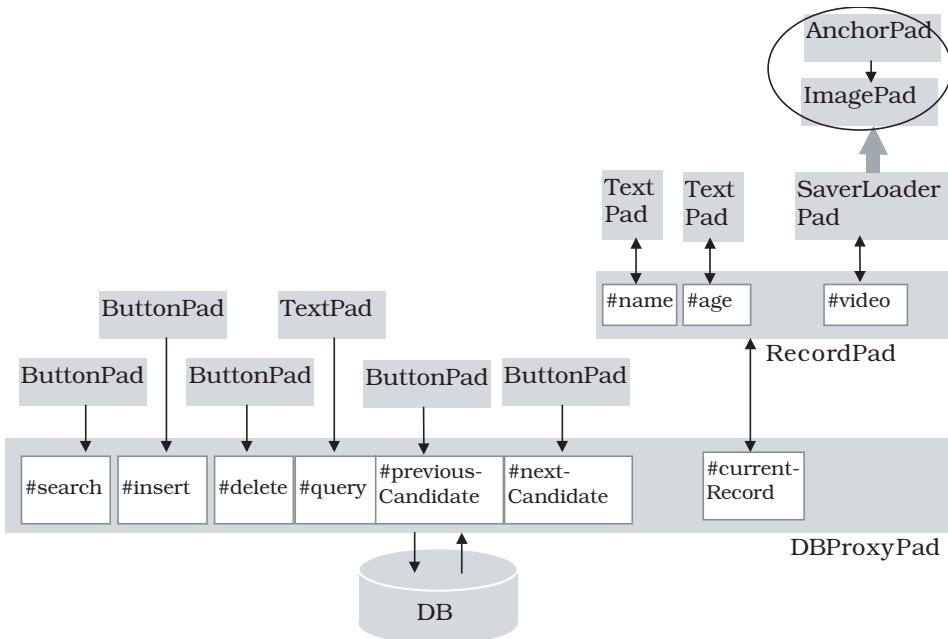 AnchorPad
ImagePad
Text
Pad
Text
Pad
SaverLoader
Pad
#name
#age
#video
RecordPad
ButtonPad
TextPad
ButtonPad
ButtonPad
ButtonPad
ButtonPad
#search
#insert
#delete
#query
#previous-
Candidate
#next-
Candidate
#current-
Record
DBProxyPad
DB